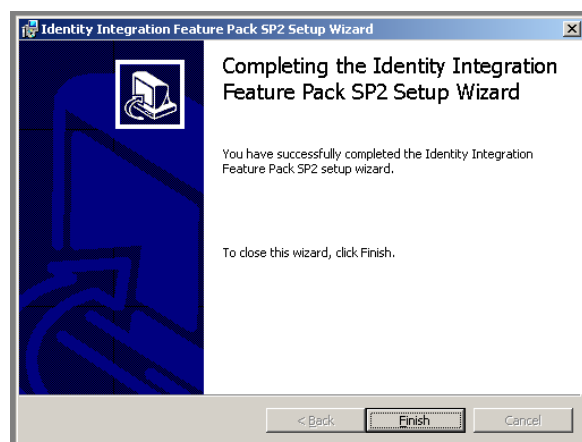 Identity Integration Feature Pack SP2 Setup Wizard
Completing the Identity Integration
Feature Pack SP2 Setup Wizard
You have successfully completed the Identity Integration
Feature Pack SP2 setup wizard.
To close this wizard, click Finish.
< Back
Finish
Cancel